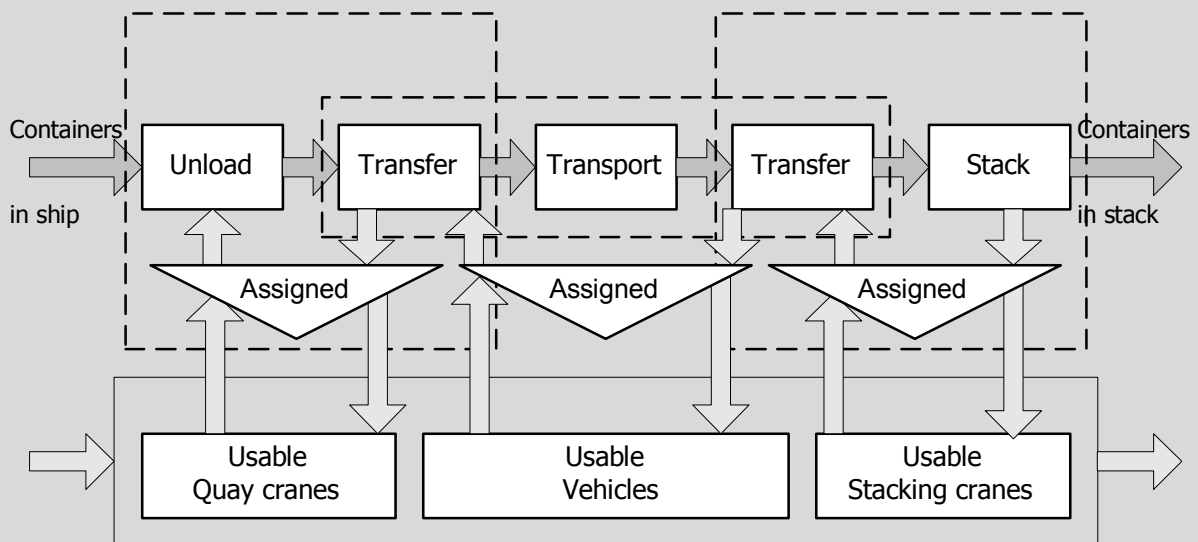 Containers
in ship
Unload
Transfer
Transport
Transfer
Stack
Containers
in stack
Assigned
Assigned
Assigned
Usable
Quay cranes
Usable
Vehicles
Usable
Stacking cranes